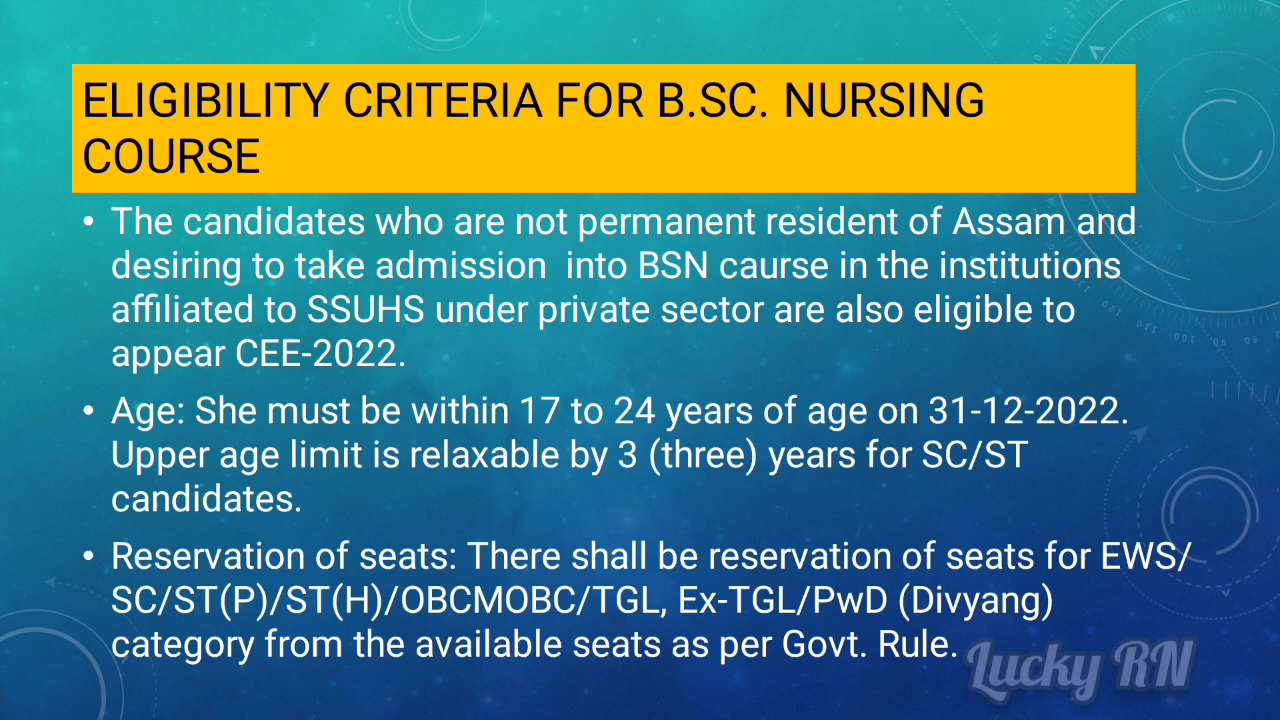 ELIGIBILITY CRITERIA FOR B.SC. NURSING
COURSE
• The candidates who are not permanent resident of Assam and
desiring to take admission  into BSN caurse in the institutions
affiliated to SSUHS under private sector are also eligible to
appear CEE-2022.
• Age: She must be within 17 to 24 years of age on 31-12-2022.
Upper age limit is relaxable by 3 (three) years for SC/ST
candidates.
• Reservation of seats: There shall be reservation of seats for EWS/
SC/ST(P)/ST(H)/OBCMOBC/TGL, Ex-TGL/PwD (Divyang)
category from the available seats as per Govt. Rule.
Lucky RN